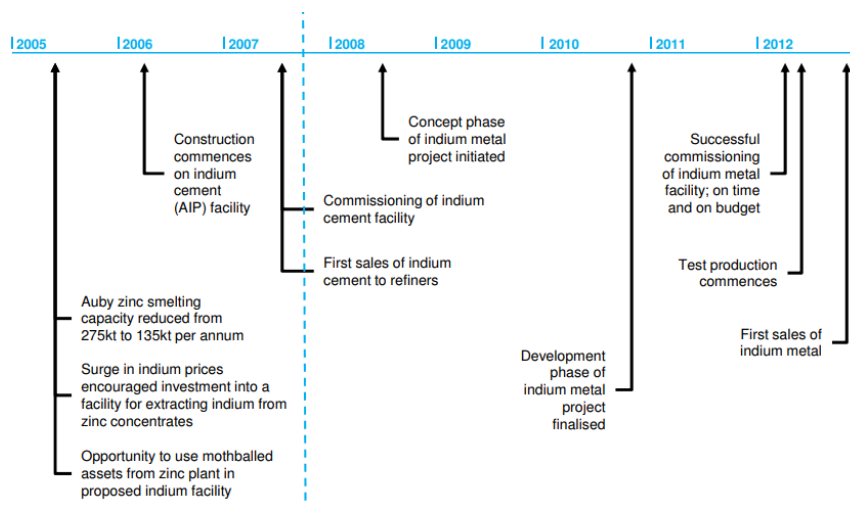 2005 2006 2007 2008 2009 2010 2011 2012
Construction
commences
on indium
cement
(AIP) facility
Concept phase
of indium metal
project initiated
Successful
commissioning
of indium metal
facility; on time
and on budget
Commissioning of indium
cement facility
First sales of indium
cement to refiners
Test production
commences
Auby zinc smelting
capacity reduced from
275kt to 135kt per annum
First sales of
indium metal
Surge in indium prices
encouraged investment into a
facility for extracting indium from
zinc concentrates
Development
phase of
indium metal
project
finalised
Opportunity to use mothballed
assets from zinc plant in
proposed indium facility